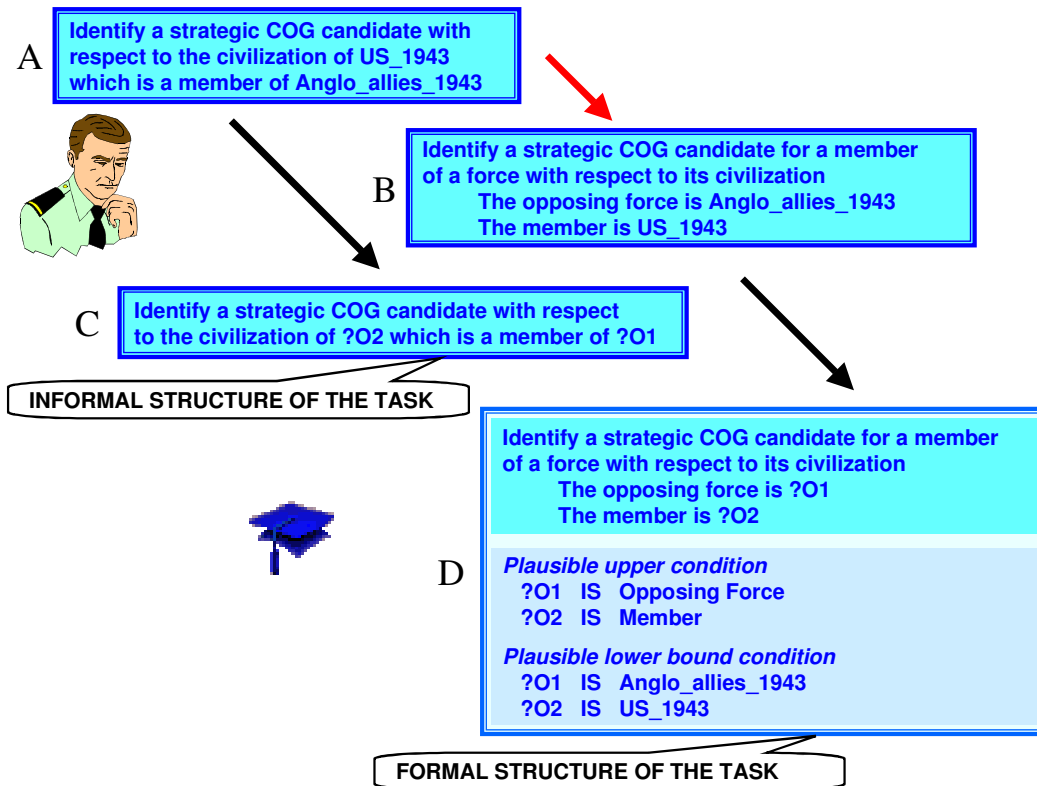 A
Identify a strategic COG candidate with
respect to the civilization of US_1943
which is a member of Anglo_allies_1943
B
Identify a strategic COG candidate for a member
of a force with respect to its civilization
The opposing force is Anglo_allies_1943
The member is US_1943
C
Identify a strategic COG candidate with respect
to the civilization of ?O2 which is a member of ?O1
INFORMAL STRUCTURE OF THE TASK
D
Identify a strategic COG candidate for a member
of a force with respect to its civilization
The opposing force is ?O1
The member is ?O2
Plausible upper condition
?O1 IS Opposing Force
?O2 IS Member
Plausible lower bound condition
?O1 IS Anglo_allies_1943
?O2 IS US_1943
FORMAL STRUCTURE OF THE TASK